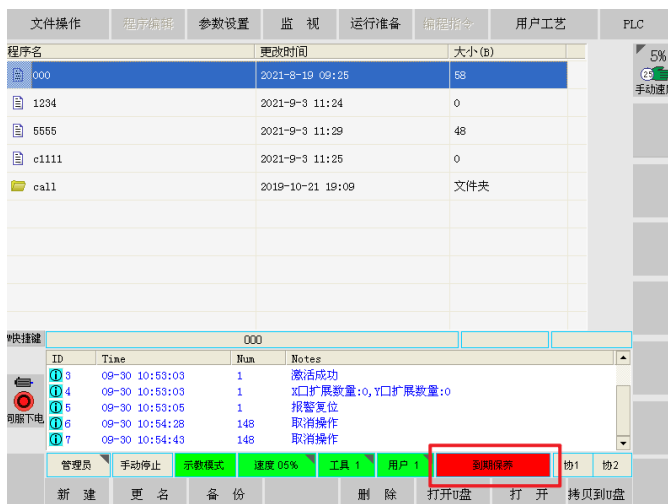 文件操作 程序编辑 参数设置 监 视 运行准备 编程指令 用户工艺 PLC
程序名 更改时间 大小(B)
5%
000 2021-8-19 09:25 58
25
手动速
1234 2021-9-3 11:24 0
5555 2021-9-3 11:29 48
c1111 2021-9-3 11:25 0
call 2019-10-21 19:09 文件夹
快捷键 000
ID Time Num Notes
3 09-30 10:53:03 1 激活成功
4 09-30 10:53:03 1 X口扩展数量:0,Y口扩展数量:0
5 09-30 10:53:05 1 报警复位
伺服下电
6 09-30 10:54:28 148 取消操作
7 09-30 10:54:43 148 取消操作
管理员 手动停止 示教模式 速度 05% 工具 1 用户 1 到期保养 协1 协2
新 建 更 名 备 份 删 除 打开U盘 打 开 拷贝到U盘